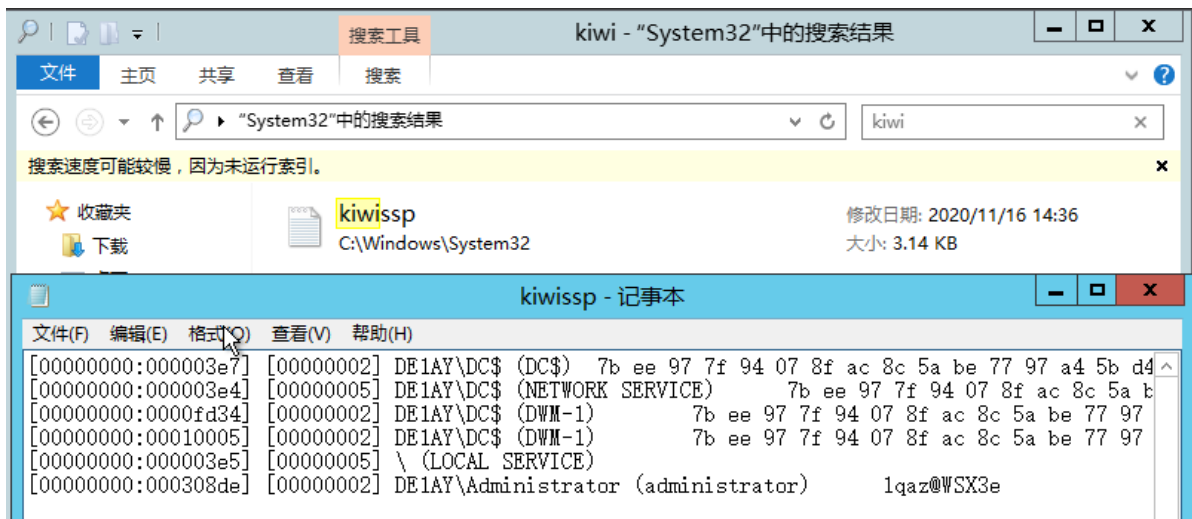 搜索工具
kiwi - “System32”中的搜索结果
文件 主页 共享 查看 搜索
“System32”中的搜索结果
kiwi
搜索速度可能较慢，因为未运行索引。
收藏夹
下载
kiwissp
C:\Windows\System32
修改日期: 2020/11/16 14:36
大小: 3.14 KB
kiwissp - 记事本
文件(F) 编辑(E) 格式(O) 查看(V) 帮助(H)
[00000000:000003e7] [00000002] DE1AY\DC$ (DC$) 7b ee 97 7f 94 07 8f ac 8c 5a be 77 97 a4 5b d4
[00000000:000003e4] [00000005] DE1AY\DC$ (NETWORK SERVICE) 7b ee 97 7f 94 07 8f ac 8c 5a b
[00000000:0000fd34] [00000002] DE1AY\DC$ (DWM-1) 7b ee 97 7f 94 07 8f ac 8c 5a be 77 97
[00000000:00010005] [00000002] DE1AY\DC$ (DWM-1) 7b ee 97 7f 94 07 8f ac 8c 5a be 77 97
[00000000:000003e5] [00000005] \ (LOCAL SERVICE)
[00000000:000308de] [00000002] DE1AY\Administrator (administrator) 1qaz@WSX3e